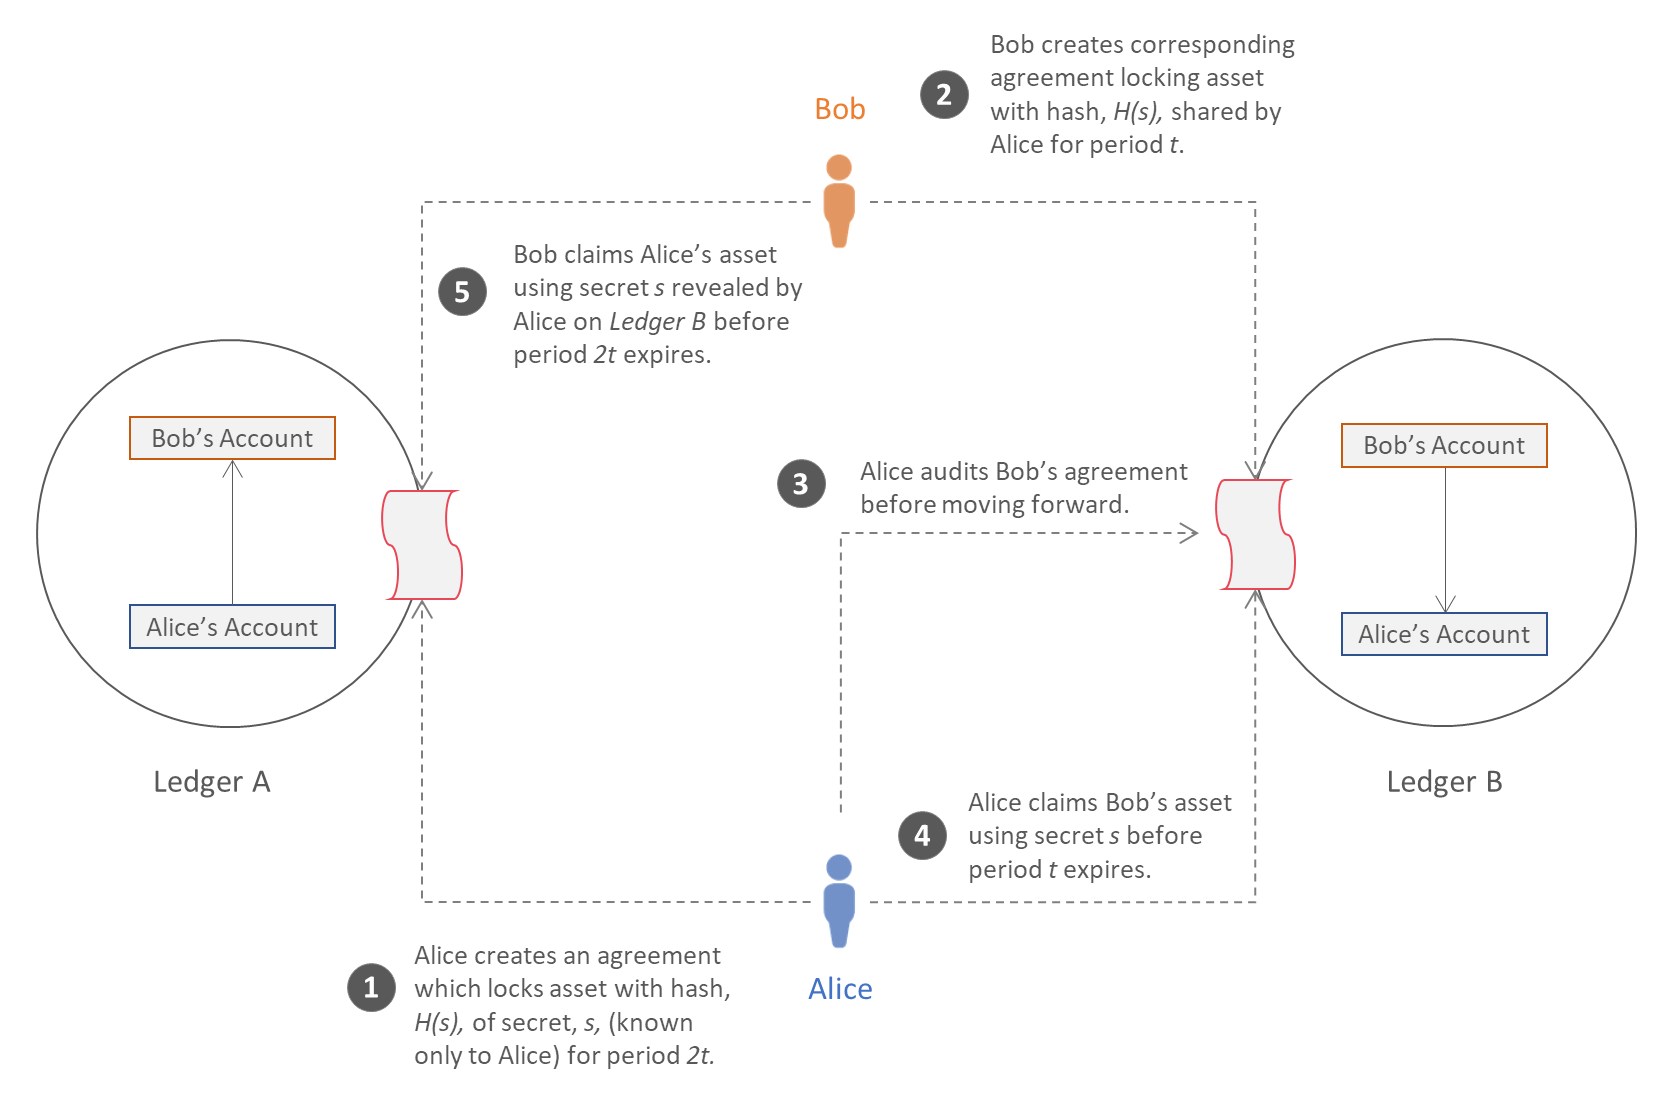 2
Bob creates corresponding
agreement locking asset
with hash, H(s), shared by
Alice for period t.
Bob
5
Bob claims Alice’s asset
using secret s revealed by
Alice on Ledger B before
period 2t expires.
Bob’s Account
Alice’s Account
Ledger A
3
Alice audits Bob’s agreement
before moving forward.
Bob’s Account
Alice’s Account
Ledger B
4
Alice claims Bob’s asset
using secret s before
period t expires.
1
Alice creates an agreement
which locks asset with hash,
H(s), of secret, s, (known
only to Alice) for period 2t.
Alice